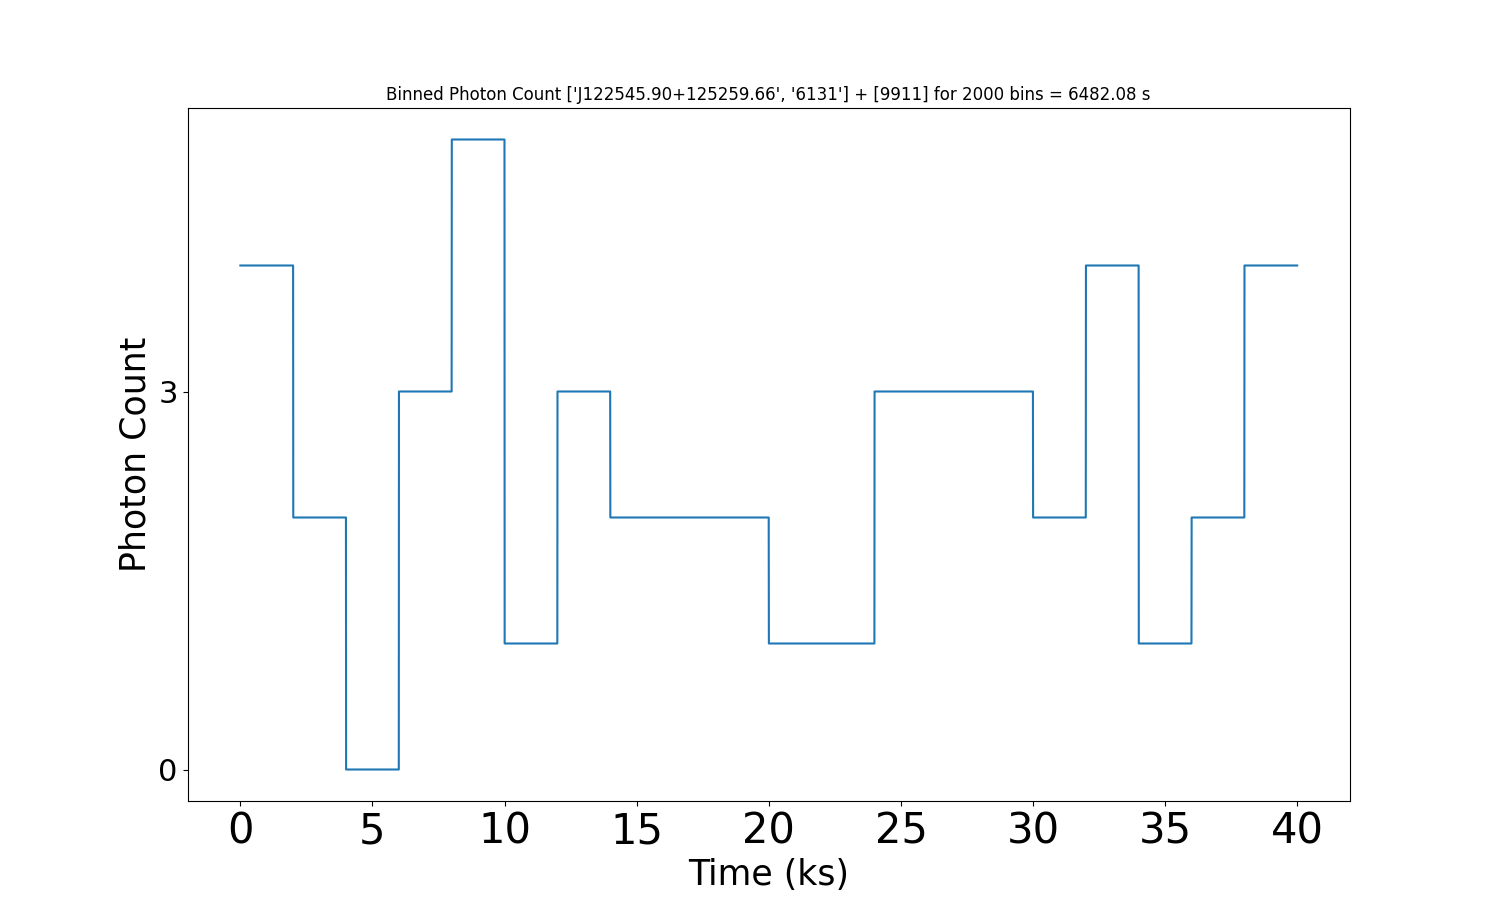 Binned Photon Count ['J122545.90+125259.66', '6131'] + [9911] for 2000 bins = 6482.08 s
Photon Count
3
0
0 5 10 15 20 25 30 35 40
Time (ks)